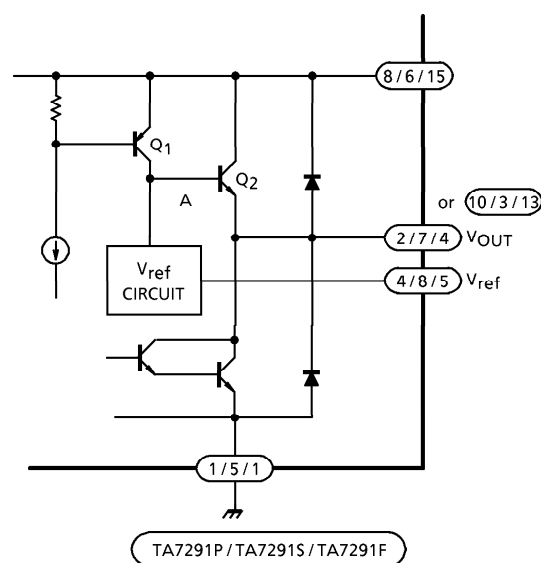 8 / 6 / 15
Q1
Q2
A
or 10 / 3 / 13
2 / 7 / 4 VOUT
Vref
CIRCUIT
4 / 8 / 5 Vref
1 / 5 / 1
TA7291P / TA7291S / TA7291F